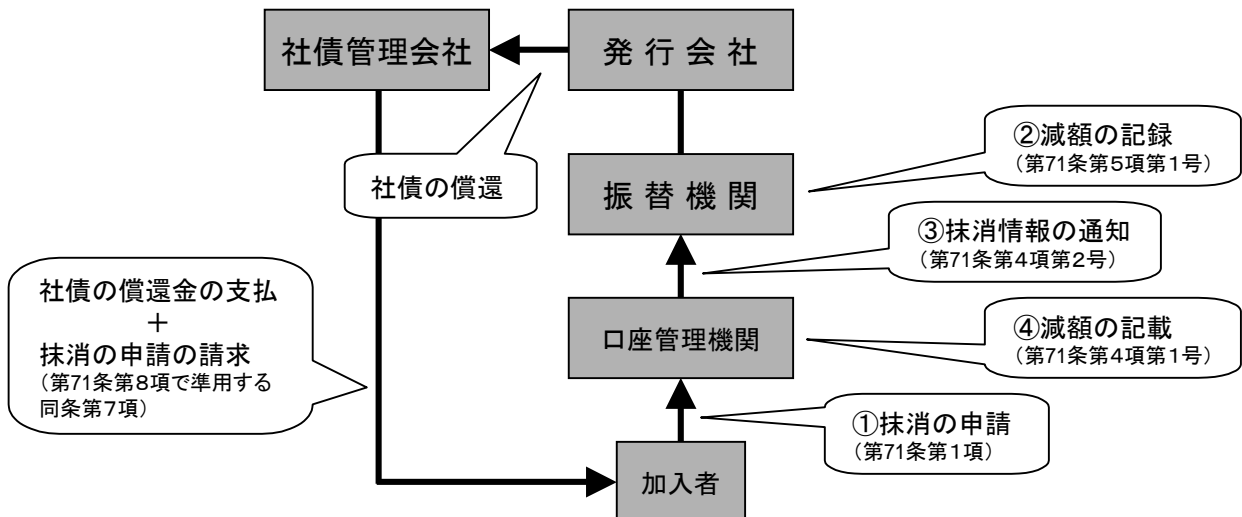 社債管理会社
発行会社
社債の償還
②減額の記録
（第71条第5項第1号）
振替機関
③抹消情報の通知
（第71条第4項第2号）
社債の償還金の支払
＋
抹消の申請の請求
（第71条第8項で準用する
同条第7項）
口座管理機関
④減額の記載
（第71条第4項第1号）
①抹消の申請
（第71条第1項）
加入者